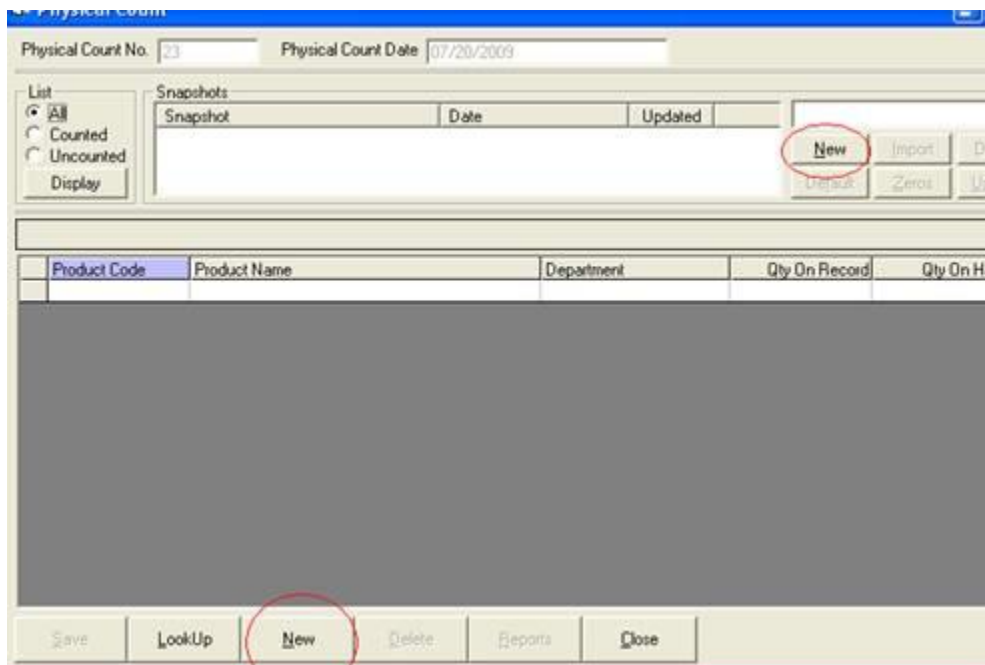 Physical Count
Physical Count No. 23 Physical Count Date 07/20/2009
List Snapshots
All Snapshot Date Updated
Counted
Uncounted New Import D
Display Default Zeros U
Product Code Product Name Department Qty On Record Qty On H
Save LookUp New Delete Reports Close